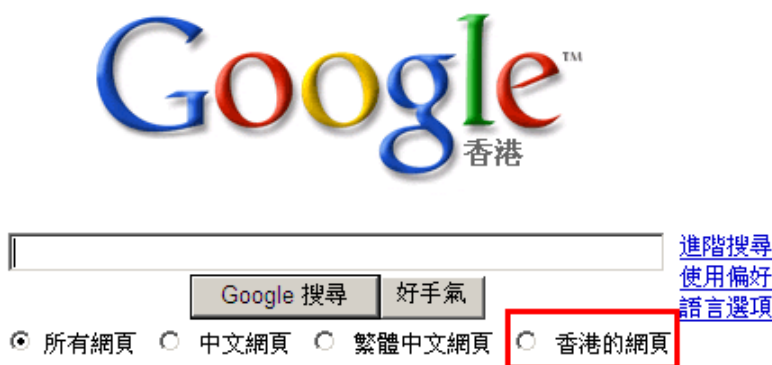 Google™
香港
進階搜尋
使用偏好
語言選項
Google 搜尋 好手氣
所有網頁 中文網頁 繁體中文網頁 香港的網頁